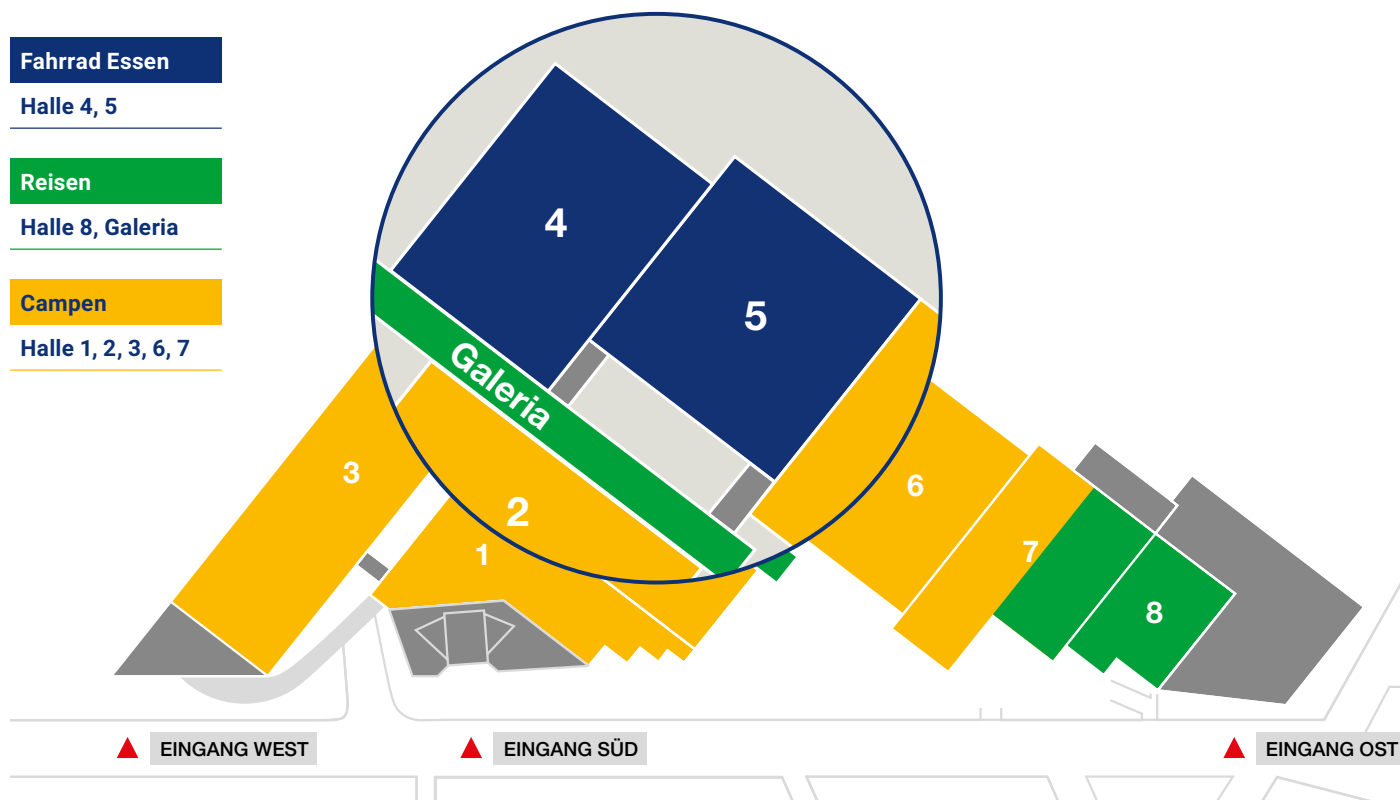 Fahrrad Essen
Halle 4, 5
Reisen
Halle 8, Galeria
Campen
Halle 1, 2, 3, 6, 7
4
5
Galeria
3
2
1
6
7
8
EINGANG WEST
EINGANG SÜD
EINGANG OST